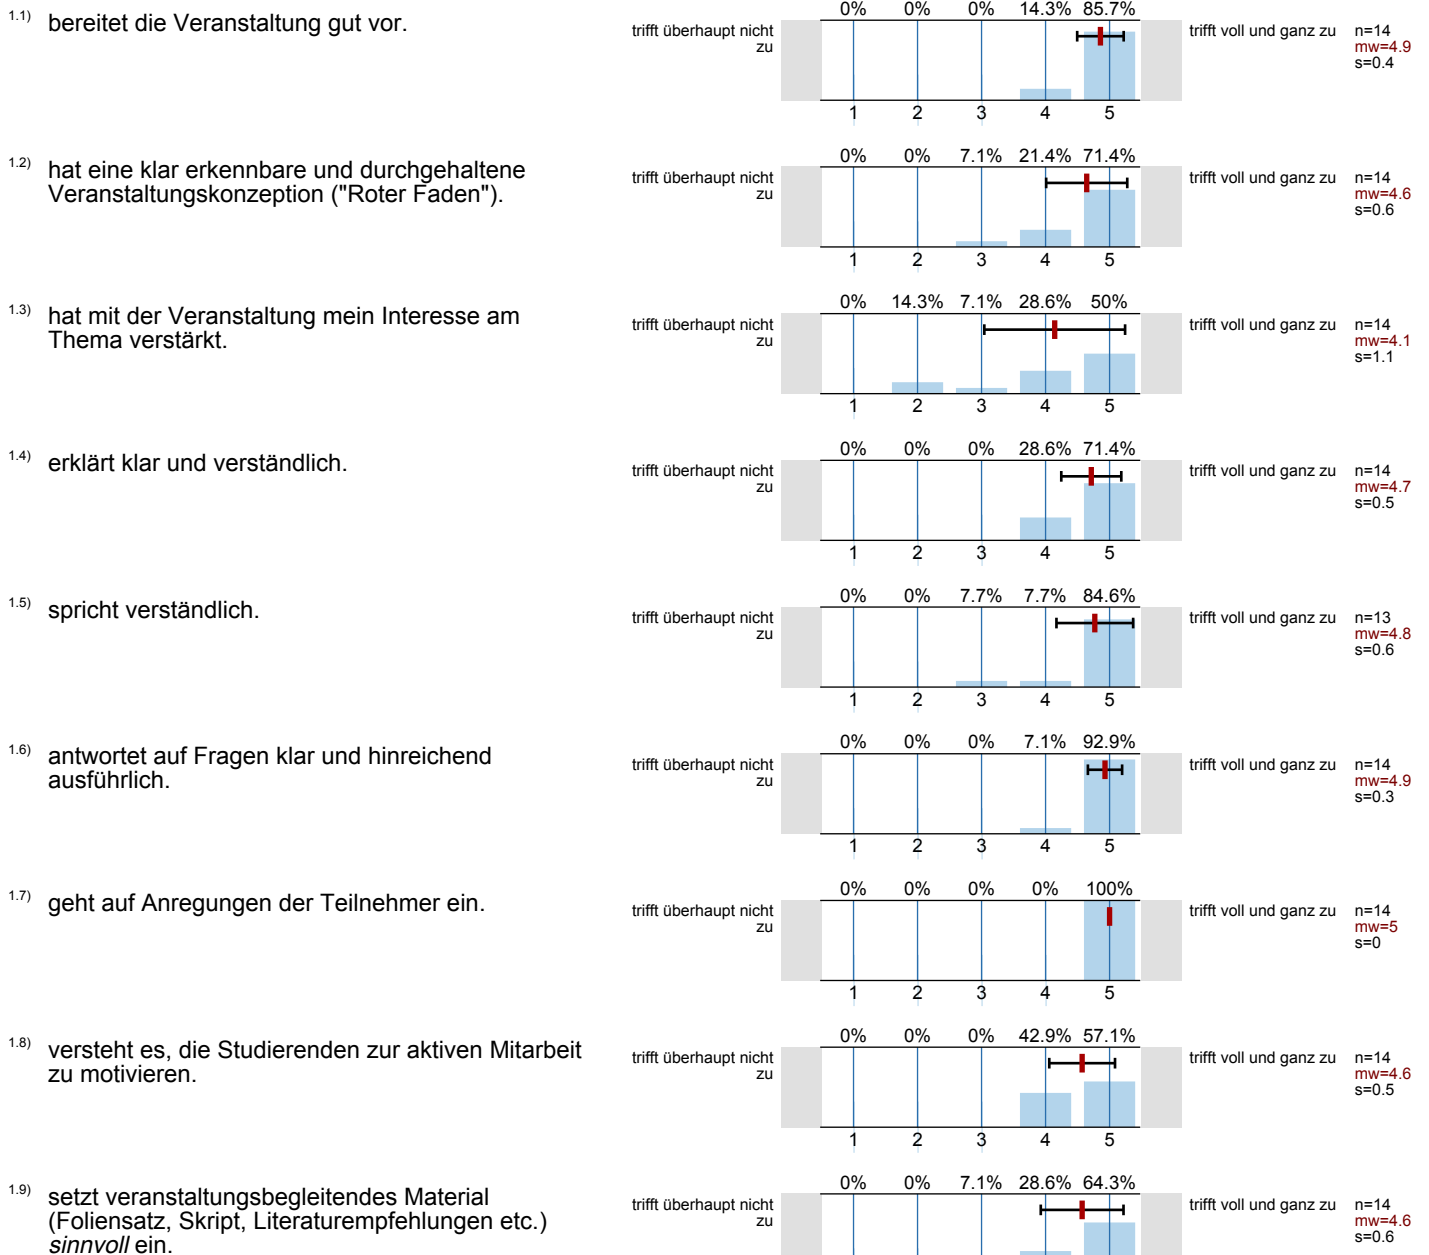 1.1) bereitet die Veranstaltung gut vor.
0% 0% 0% 14.3% 85.7%
trifft überhaupt nicht
zu
trifft voll und ganz zu
n=14
mw=4.9
s=0.4
1 2 3 4 5
1.2) hat eine klar erkennbare und durchgehaltene
Veranstaltungskonzeption ("Roter Faden").
0% 0% 7.1% 21.4% 71.4%
trifft überhaupt nicht
zu
trifft voll und ganz zu
n=14
mw=4.6
s=0.6
1 2 3 4 5
1.3) hat mit der Veranstaltung mein Interesse am
Thema verstärkt.
0% 14.3% 7.1% 28.6% 50%
trifft überhaupt nicht
zu
trifft voll und ganz zu
n=14
mw=4.1
s=1.1
1 2 3 4 5
1.4) erklärt klar und verständlich.
0% 0% 0% 28.6% 71.4%
trifft überhaupt nicht
zu
trifft voll und ganz zu
n=14
mw=4.7
s=0.5
1 2 3 4 5
1.5) spricht verständlich.
0% 0% 7.7% 7.7% 84.6%
trifft überhaupt nicht
zu
trifft voll und ganz zu
n=13
mw=4.8
s=0.6
1 2 3 4 5
1.6) antwortet auf Fragen klar und hinreichend
ausführlich.
0% 0% 0% 7.1% 92.9%
trifft überhaupt nicht
zu
trifft voll und ganz zu
n=14
mw=4.9
s=0.3
1 2 3 4 5
1.7) geht auf Anregungen der Teilnehmer ein.
0% 0% 0% 0% 100%
trifft überhaupt nicht
zu
trifft voll und ganz zu
n=14
mw=5
s=0
1 2 3 4 5
1.8) versteht es, die Studierenden zur aktiven Mitarbeit
zu motivieren.
0% 0% 0% 42.9% 57.1%
trifft überhaupt nicht
zu
trifft voll und ganz zu
n=14
mw=4.6
s=0.5
1 2 3 4 5
1.9) setzt veranstaltungsbegleitendes Material
(Foliensatz, Skript, Literaturempfehlungen etc.)
sinnvoll ein.
0% 0% 7.1% 28.6% 64.3%
trifft überhaupt nicht
zu
trifft voll und ganz zu
n=14
mw=4.6
s=0.6